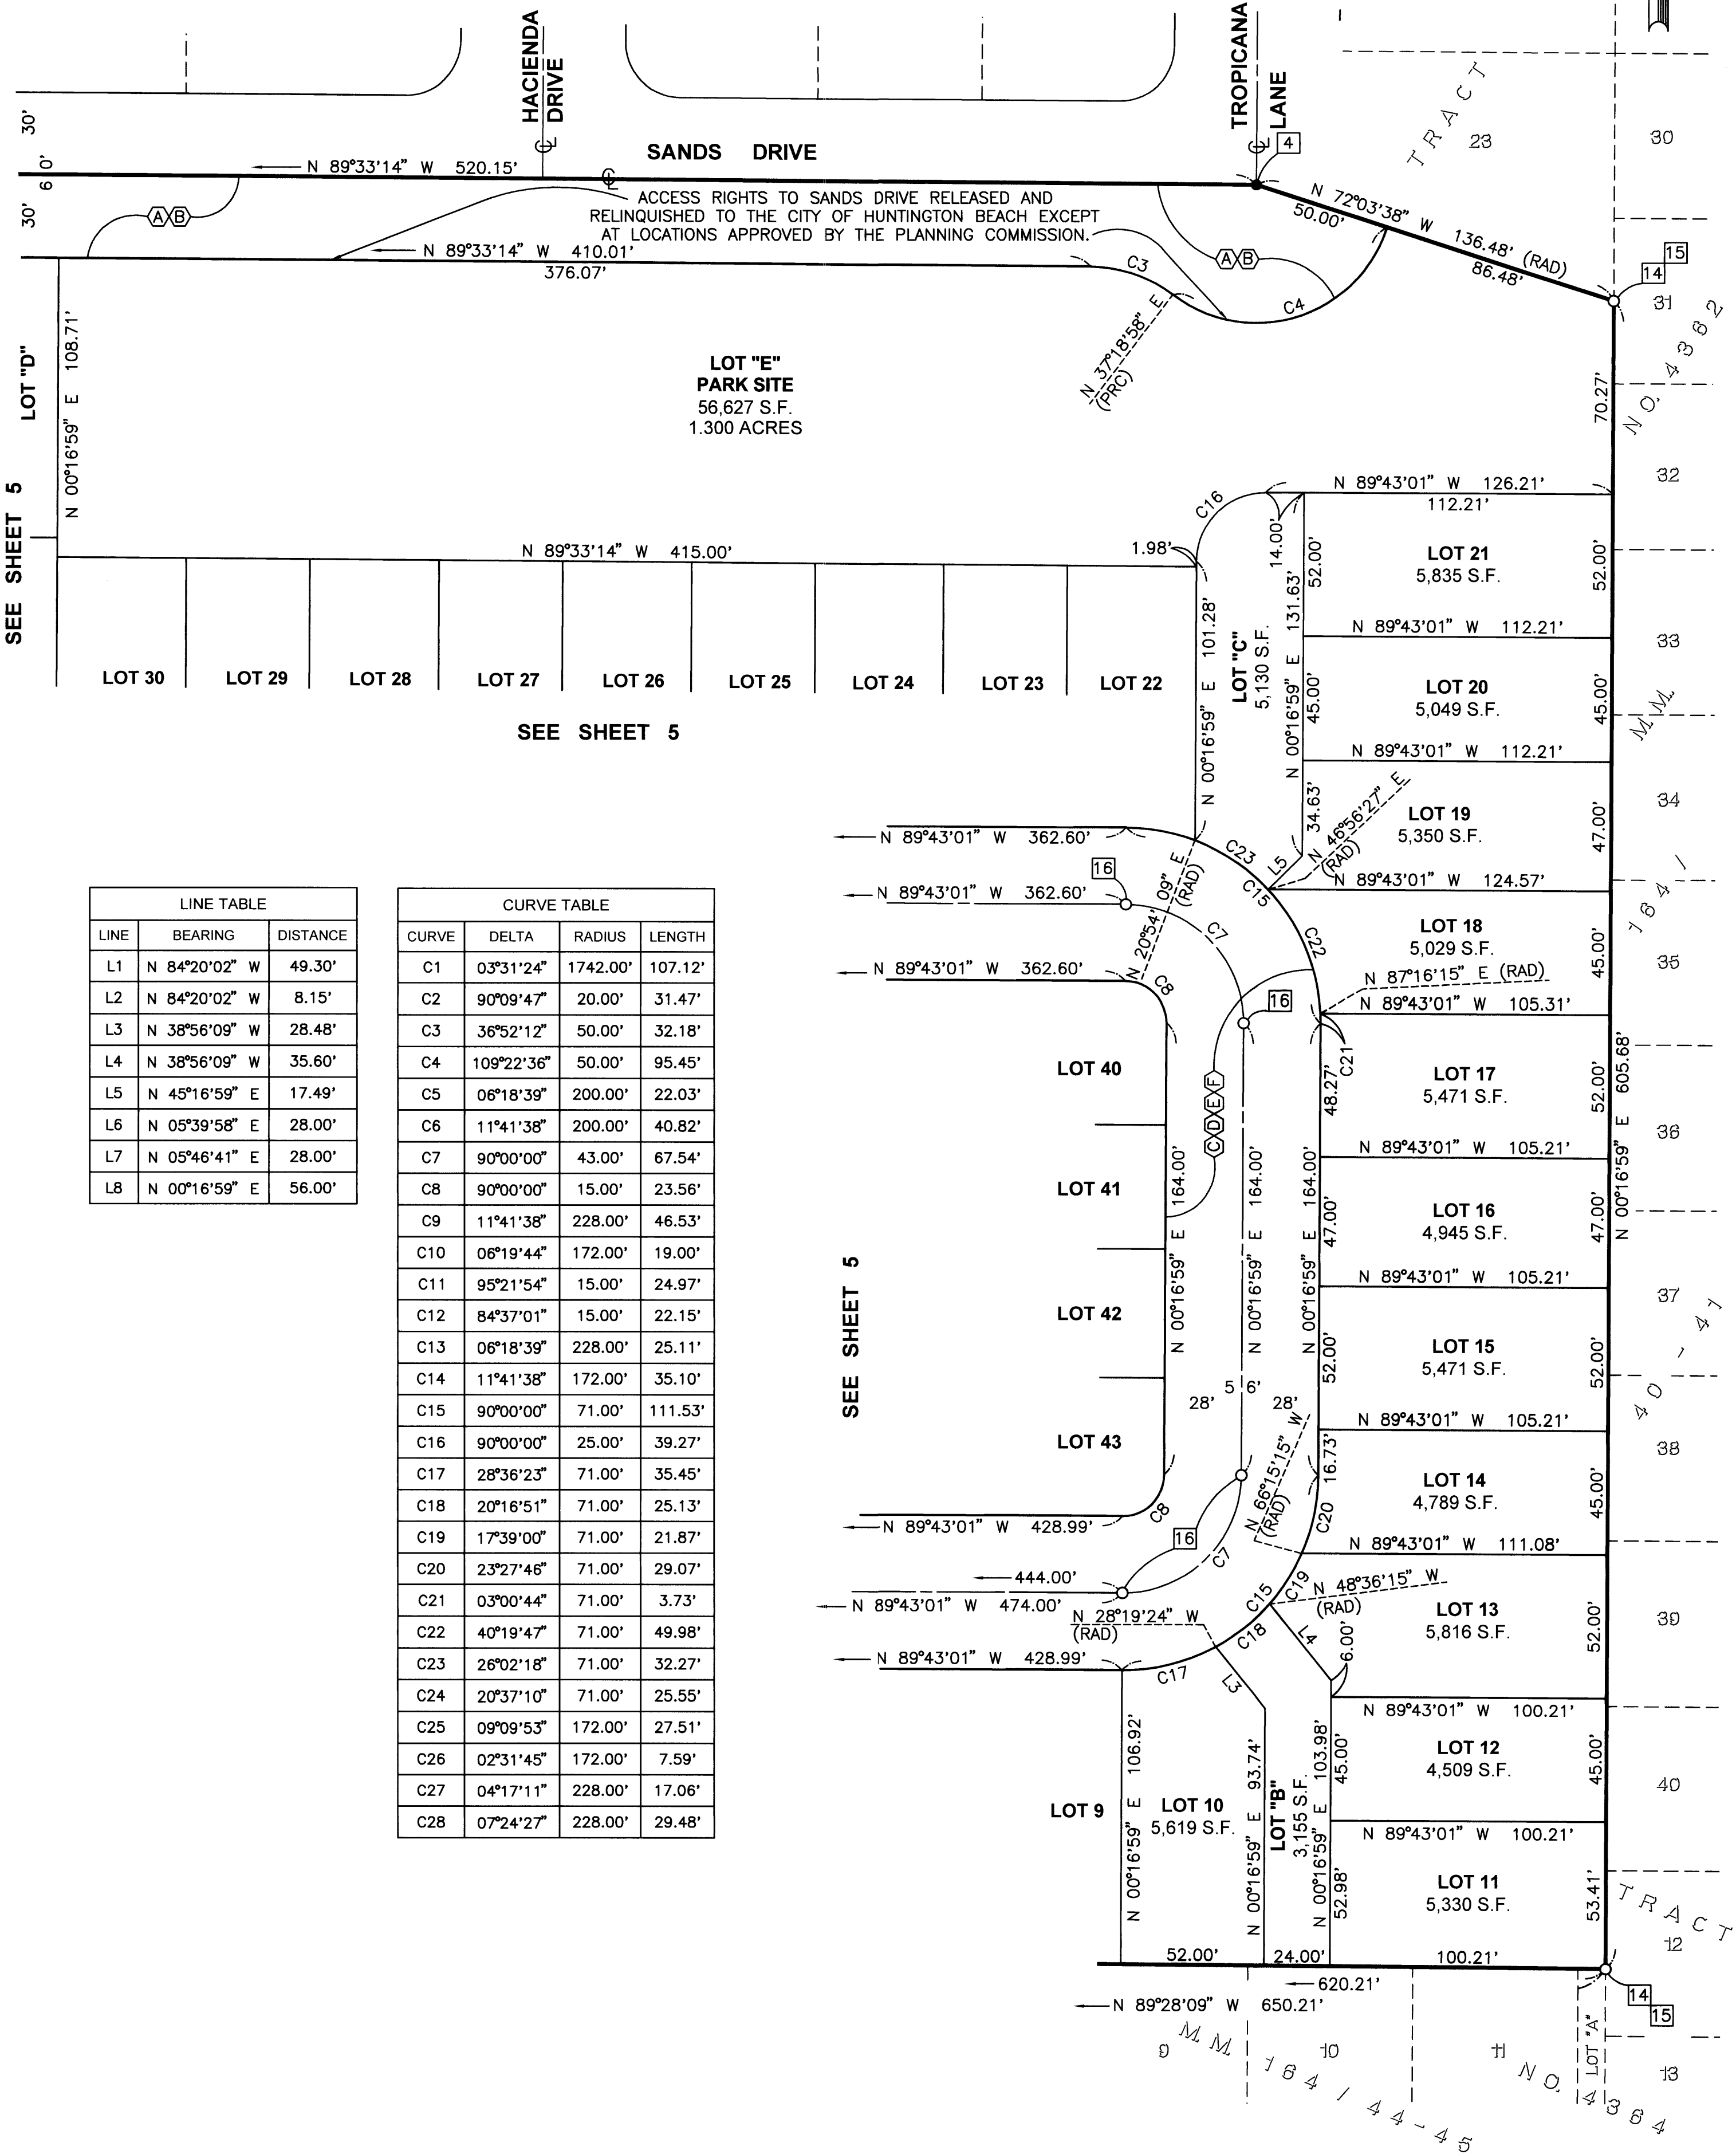 HACIENDA
DRIVE
TROPICANA
LANE
TRACT
23
30
30'
60'
30'
SANDS DRIVE
4
N 89°33'14" W 520.15'
ACCESS RIGHTS TO SANDS DRIVE RELEASED AND
RELINQUISHED TO THE CITY OF HUNTINGTON BEACH EXCEPT
AT LOCATIONS APPROVED BY THE PLANNING COMMISSION.
N 72°03'38" W 136.48' (RAD)
50.00'
86.48'
A B
A B
15
14
31
N 89°33'14" W 410.01'
376.07'
C3
C4
N 37°18'58" E
(PRC)
NO. 4382
LOT "D"
N 00°16'59" E 108.71'
LOT "E"
PARK SITE
56,627 S.F.
1.300 ACRES
70.27'
32
SEE SHEET 5
N 89°43'01" W 126.21'
112.21'
C16
14.00'
N 89°33'14" W 415.00'
1.98'
LOT 21
5,835 S.F.
52.00'
52.00'
N 00°16'59" E 101.28'
LOT "C"
5,130 S.F.
N 00°16'59" E 131.63'
N 89°43'01" W 112.21'
33
LOT 30
LOT 29
LOT 28
LOT 27
LOT 26
LOT 25
LOT 24
LOT 23
LOT 22
LOT 20
5,049 S.F.
45.00'
45.00'
M.M.
SEE SHEET 5
N 89°43'01" W 112.21'
34.63'
N 46°56'27" E
(RAD)
LOT 19
5,350 S.F.
47.00'
34
N 89°43'01" W 362.60'
C23
L5
C15
N 89°43'01" W 124.57'
164 /
16
N 89°43'01" W 362.60'
N 20°54'09" E
(RAD)
C7
C22
LOT 18
5,029 S.F.
45.00'
35
N 89°43'01" W 362.60'
C8
N 87°16'15" E (RAD)
N 89°43'01" W 105.31'
16
C21
LINE TABLE
LINE BEARING DISTANCE
L1 N 84°20'02" W 49.30'
L2 N 84°20'02" W 8.15'
L3 N 38°56'09" W 28.48'
L4 N 38°56'09" W 35.60'
L5 N 45°16'59" E 17.49'
L6 N 05°39'58" E 28.00'
L7 N 05°46'41" E 28.00'
L8 N 00°16'59" E 56.00'
CURVE TABLE
CURVE DELTA RADIUS LENGTH
C1 03°31'24" 1742.00' 107.12'
C2 90°09'47" 20.00' 31.47'
C3 36°52'12" 50.00' 32.18'
C4 109°22'36" 50.00' 95.45'
C5 06°18'39" 200.00' 22.03'
C6 11°41'38" 200.00' 40.82'
C7 90°00'00" 43.00' 67.54'
C8 90°00'00" 15.00' 23.56'
C9 11°41'38" 228.00' 46.53'
C10 06°19'44" 172.00' 19.00'
C11 95°21'54" 15.00' 24.97'
C12 84°37'01" 15.00' 22.15'
C13 06°18'39" 228.00' 25.11'
C14 11°41'38" 172.00' 35.10'
C15 90°00'00" 71.00' 111.53'
C16 90°00'00" 25.00' 39.27'
C17 28°36'23" 71.00' 35.45'
C18 20°16'51" 71.00' 25.13'
C19 17°39'00" 71.00' 21.87'
C20 23°27'46" 71.00' 29.07'
C21 03°00'44" 71.00' 3.73'
C22 40°19'47" 71.00' 49.98'
C23 26°02'18" 71.00' 32.27'
C24 20°37'10" 71.00' 25.55'
C25 09°09'53" 172.00' 27.51'
C26 02°31'45" 172.00' 7.59'
C27 04°17'11" 228.00' 17.06'
C28 07°24'27" 228.00' 29.48'
LOT 40
C D E F
48.27'
LOT 17
5,471 S.F.
52.00'
N 00°16'59" E 605.68'
36
N 89°43'01" W 105.21'
LOT 41
N 00°16'59" E 164.00'
N 00°16'59" E 164.00'
N 00°16'59" E 164.00'
47.00'
LOT 16
4,945 S.F.
47.00'
N 89°43'01" W 105.21'
37
SEE SHEET 5
LOT 42
52.00'
LOT 15
5,471 S.F.
52.00'
40 - 41
56'
28'
28'
N 89°43'01" W 105.21'
LOT 43
N 66°15'15" W
(RAD)
16.73'
LOT 14
4,789 S.F.
45.00'
38
C8
N 89°43'01" W 428.99'
C20
16
C7
N 89°43'01" W 111.08'
444.00'
N 89°43'01" W 474.00'
C15
C19
N 48°36'15" W
(RAD)
LOT 13
5,816 S.F.
52.00'
39
N 28°19'24" W
(RAD)
C18
L4
6.00'
N 89°43'01" W 428.99'
C17
L3
N 89°43'01" W 100.21'
N 00°16'59" E 106.92'
N 00°16'59" E 93.74'
LOT "B"
3,155 S.F.
N 00°16'59" E 103.98'
45.00'
LOT 12
4,509 S.F.
45.00'
40
LOT 9
LOT 10
5,619 S.F.
N 89°43'01" W 100.21'
52.98'
LOT 11
5,330 S.F.
53.41'
TRACT
12
52.00'
24.00'
100.21'
620.21'
N 89°28'09" W 650.21'
14
15
LOT "A"
9
10
11
13
M.M. 164 / 44-45
NO. 4364